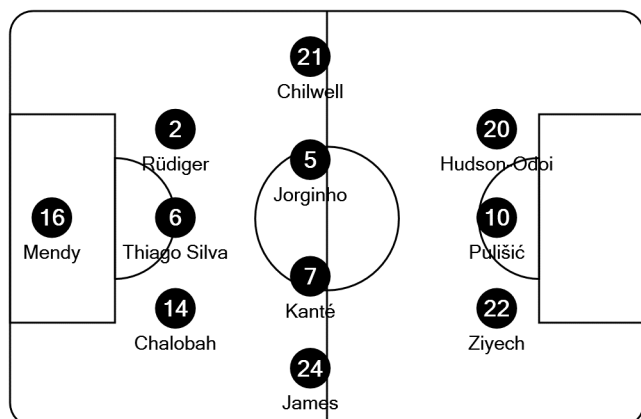 21
Chilwell
2
Rüdiger
20
Hudson-Odoi
5
Jorginho
16
Mendy
6
Thiago Silva
10
Pulišić
7
Kanté
14
Chalobah
22
Ziyech
24
James